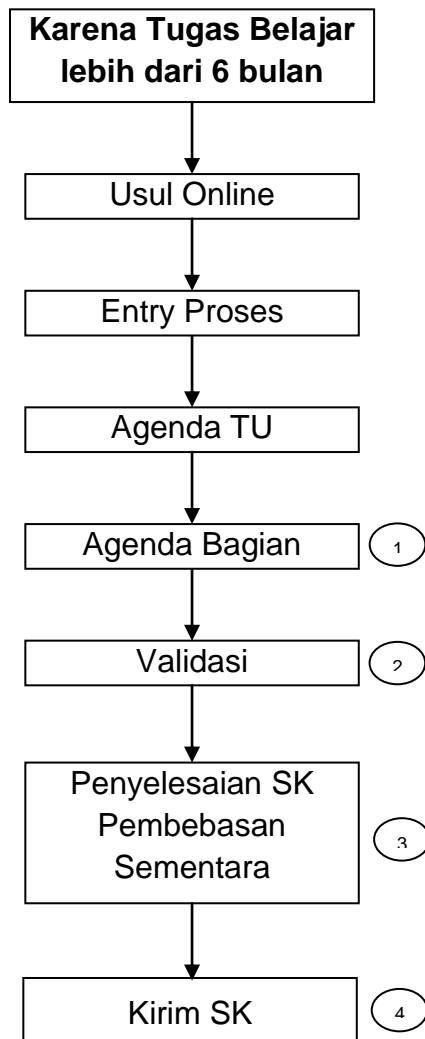 Karena Tugas Belajar
lebih dari 6 bulan
Usul Online
Entry Proses
Agenda TU
Agenda Bagian
1
Validasi
2
Penyelesaian SK
Pembebasan
Sementara
3
Kirim SK
4